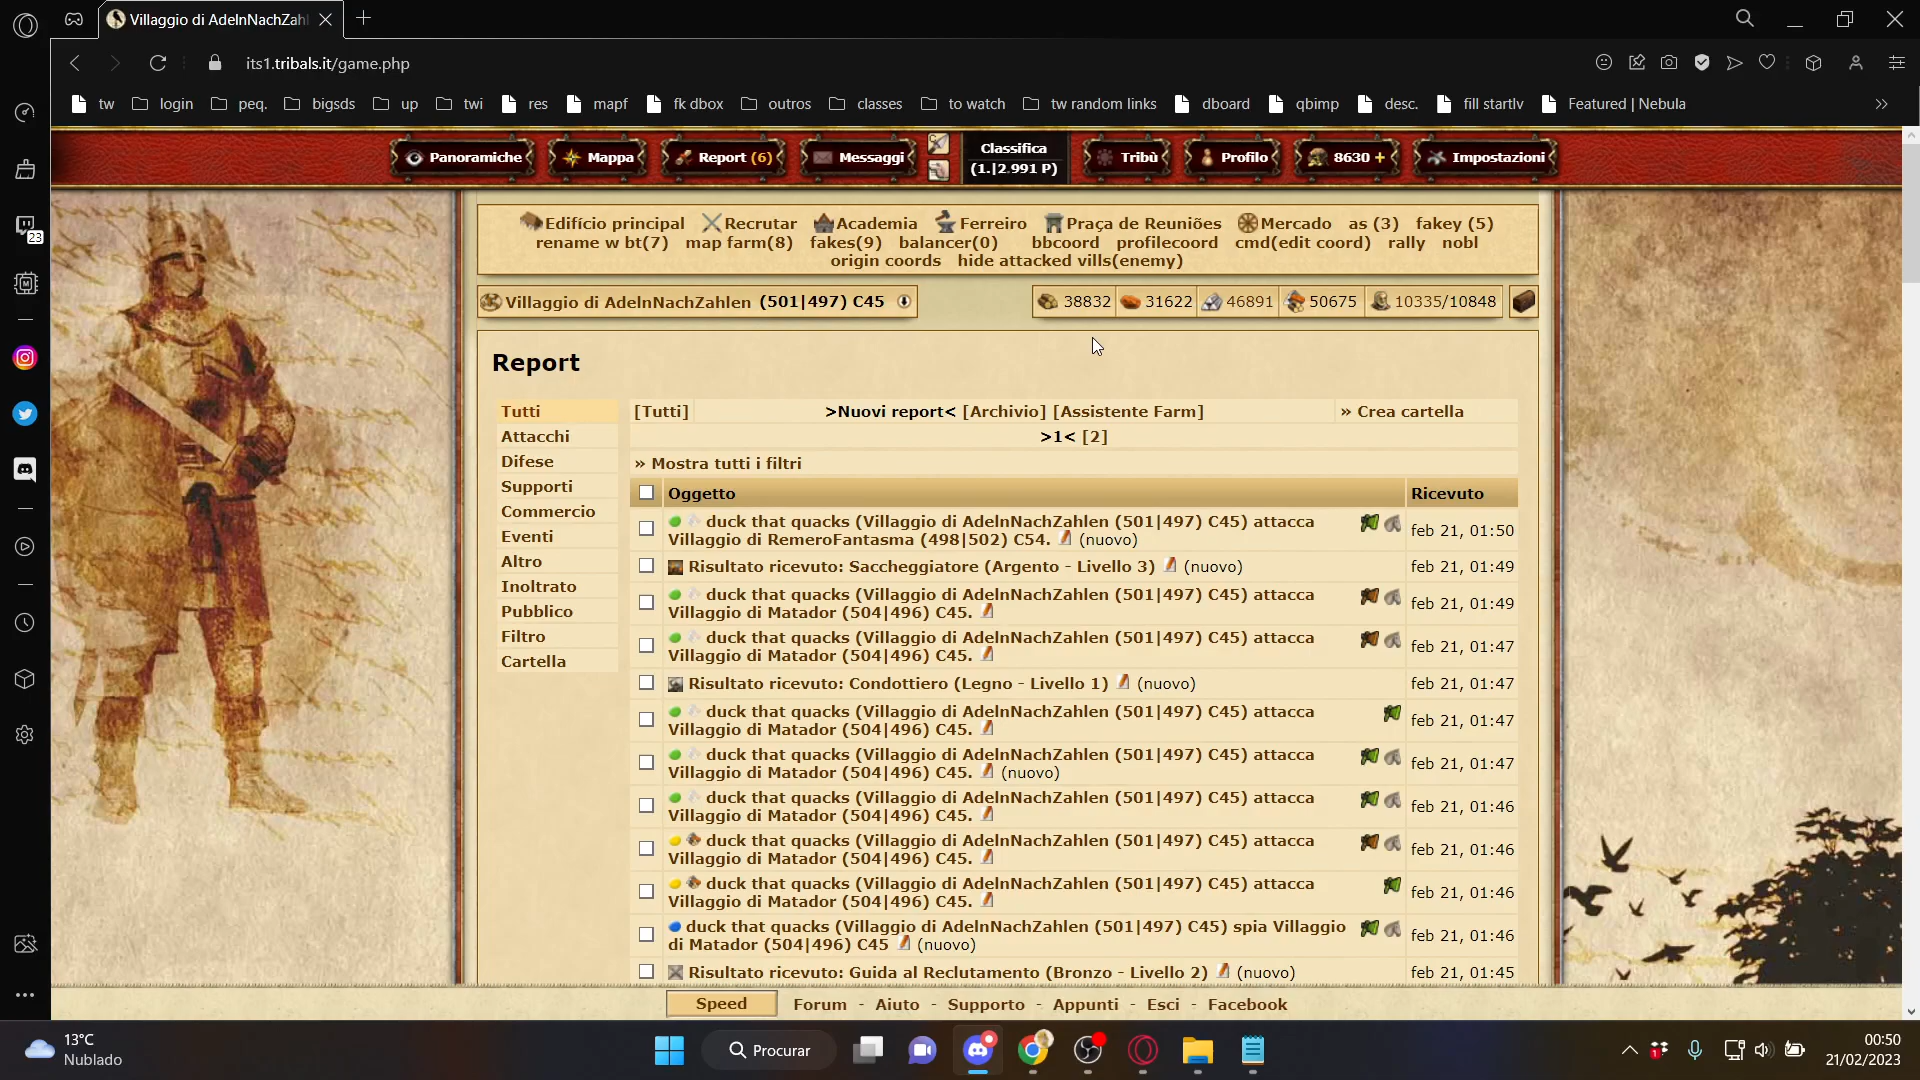 Villaggio di AdelnNachZahl
its1.tribals.it/game.php
tw login peq. bigsds up twi res mapf fk dbox outros classes to watch tw random links dboard qbimp desc. fill startlv Featured | Nebula
23
Panoramiche Mappa Report (6) Messaggi Classifica (1.|2.991 P) Tribù Profilo 8630 + Impostazioni
Edifício principal Recrutar Academia Ferreiro Praça de Reuniões Mercado as (3) fakey (5)
rename w bt(7) map farm(8) fakes(9) balancer(0) bbcoord profilecoord cmd(edit coord) rally nobl
origin coords hide attacked vills(enemy)
Villaggio di AdelnNachZahlen (501|497) C45 38832 31622 46891 50675 10335/10848
Report
Tutti
Attacchi
Difese
Supporti
Commercio
Eventi
Altro
Inoltrato
Pubblico
Filtro
Cartella
[Tutti] >Nuovi report< [Archivio] [Assistente Farm] » Crea cartella
>1< [2]
» Mostra tutti i filtri
Oggetto Ricevuto
duck that quacks (Villaggio di AdelnNachZahlen (501|497) C45) attacca
Villaggio di RemeroFantasma (498|502) C54. (nuovo) feb 21, 01:50
Risultato ricevuto: Saccheggiatore (Argento - Livello 3) (nuovo) feb 21, 01:49
duck that quacks (Villaggio di AdelnNachZahlen (501|497) C45) attacca
Villaggio di Matador (504|496) C45. feb 21, 01:49
duck that quacks (Villaggio di AdelnNachZahlen (501|497) C45) attacca
Villaggio di Matador (504|496) C45. feb 21, 01:47
Risultato ricevuto: Condottiero (Legno - Livello 1) (nuovo) feb 21, 01:47
duck that quacks (Villaggio di AdelnNachZahlen (501|497) C45) attacca
Villaggio di Matador (504|496) C45. feb 21, 01:47
duck that quacks (Villaggio di AdelnNachZahlen (501|497) C45) attacca
Villaggio di Matador (504|496) C45. (nuovo) feb 21, 01:47
duck that quacks (Villaggio di AdelnNachZahlen (501|497) C45) attacca
Villaggio di Matador (504|496) C45. feb 21, 01:46
duck that quacks (Villaggio di AdelnNachZahlen (501|497) C45) attacca
Villaggio di Matador (504|496) C45. feb 21, 01:46
duck that quacks (Villaggio di AdelnNachZahlen (501|497) C45) attacca
Villaggio di Matador (504|496) C45. feb 21, 01:46
duck that quacks (Villaggio di AdelnNachZahlen (501|497) C45) spia Villaggio
di Matador (504|496) C45 (nuovo) feb 21, 01:46
Risultato ricevuto: Guida al Reclutamento (Bronzo - Livello 2) (nuovo) feb 21, 01:45
Speed Forum - Aiuto - Supporto - Appunti - Esci - Facebook
13°C
Nublado
Procurar
1
00:50
21/02/2023